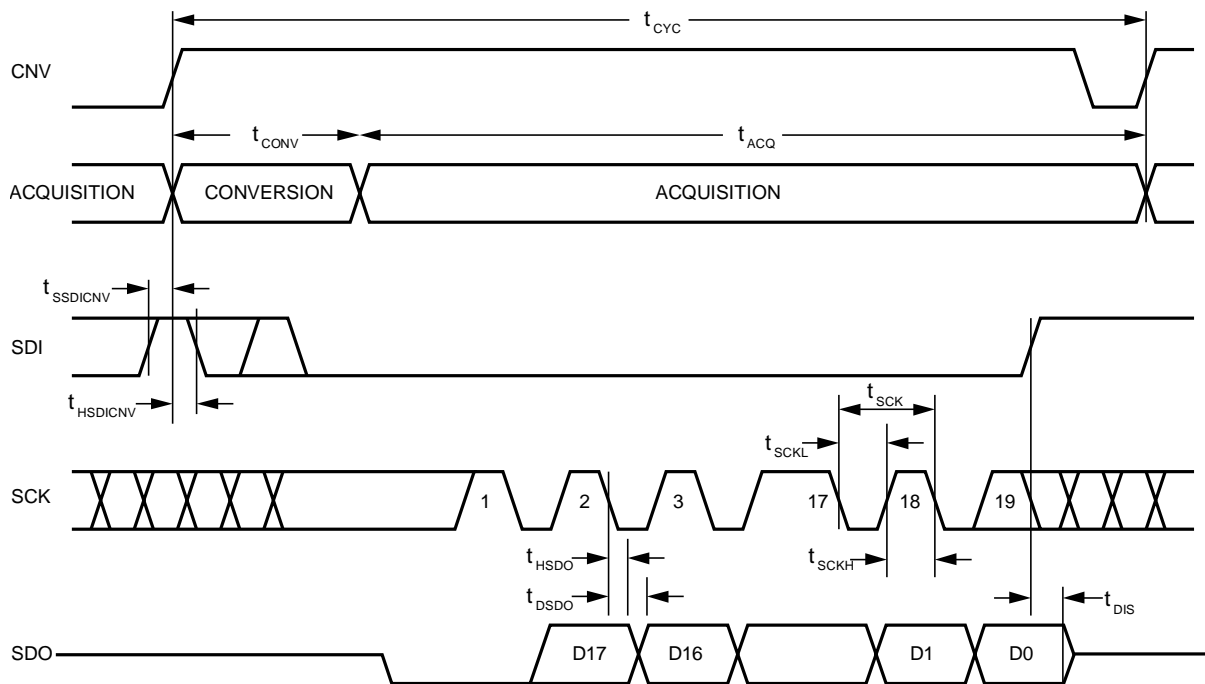 tCYC
CNV
tCONV
tACQ
ACQUISITION
CONVERSION
ACQUISITION
tSSDICNV
SDI
tHSDICNV
tSCK
tSCKL
SCK
1
2
3
17
18
19
tHSDO
tSCKH
tDSDO
tDIS
SDO
D17
D16
D1
D0